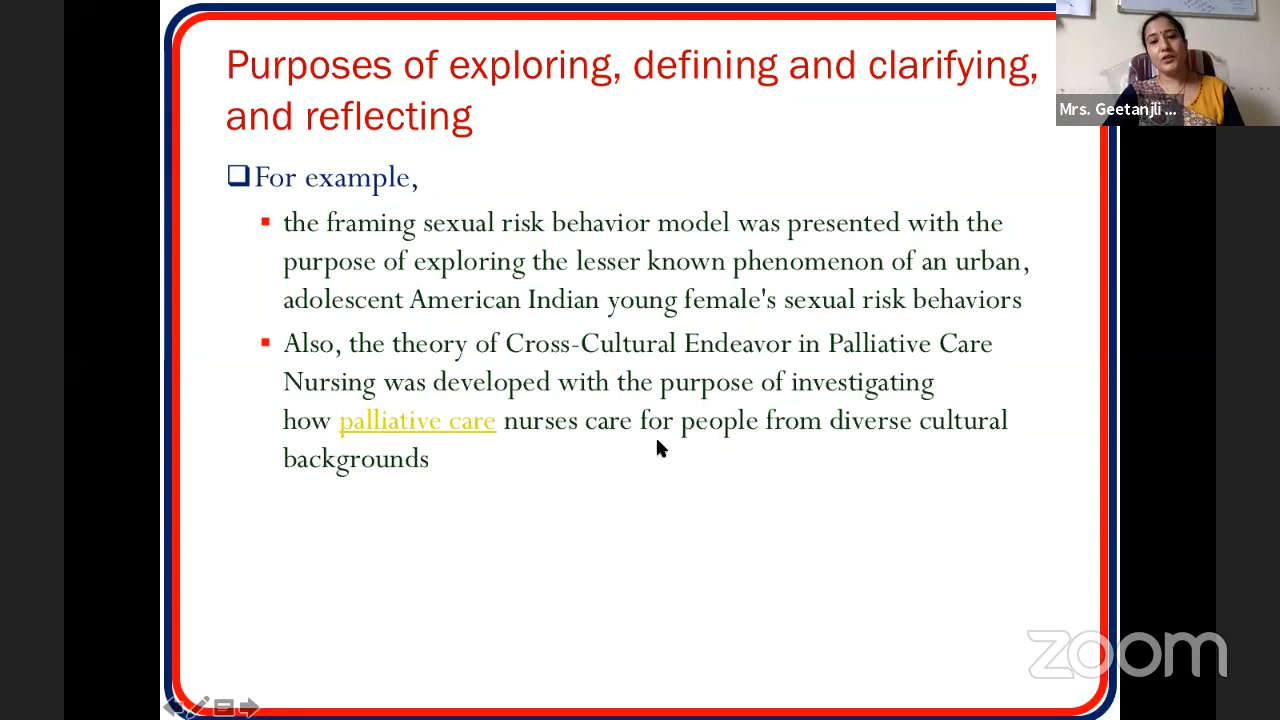 Purposes of exploring, defining and clarifying,
and reflecting
For example,
the framing sexual risk behavior model was presented with the
purpose of exploring the lesser known phenomenon of an urban,
adolescent American Indian young female's sexual risk behaviors
Also, the theory of Cross-Cultural Endeavor in Palliative Care
Nursing was developed with the purpose of investigating
how palliative care nurses care for people from diverse cultural
backgrounds
Mrs. Geetanjli ...
zoom